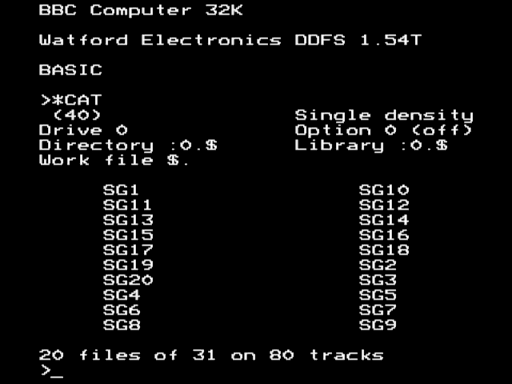 BBC Computer 32K
Watford Electronics DDFS 1.54T
BASIC
>*CAT
(40) Single density
Drive 0 Option 0 (off)
Directory :0.$ Library :0.$
Work file $.
SG1 SG10
SG11 SG12
SG13 SG14
SG15 SG16
SG17 SG18
SG19 SG2
SG20 SG3
SG4 SG5
SG6 SG7
SG8 SG9
20 files of 31 on 80 tracks
>_